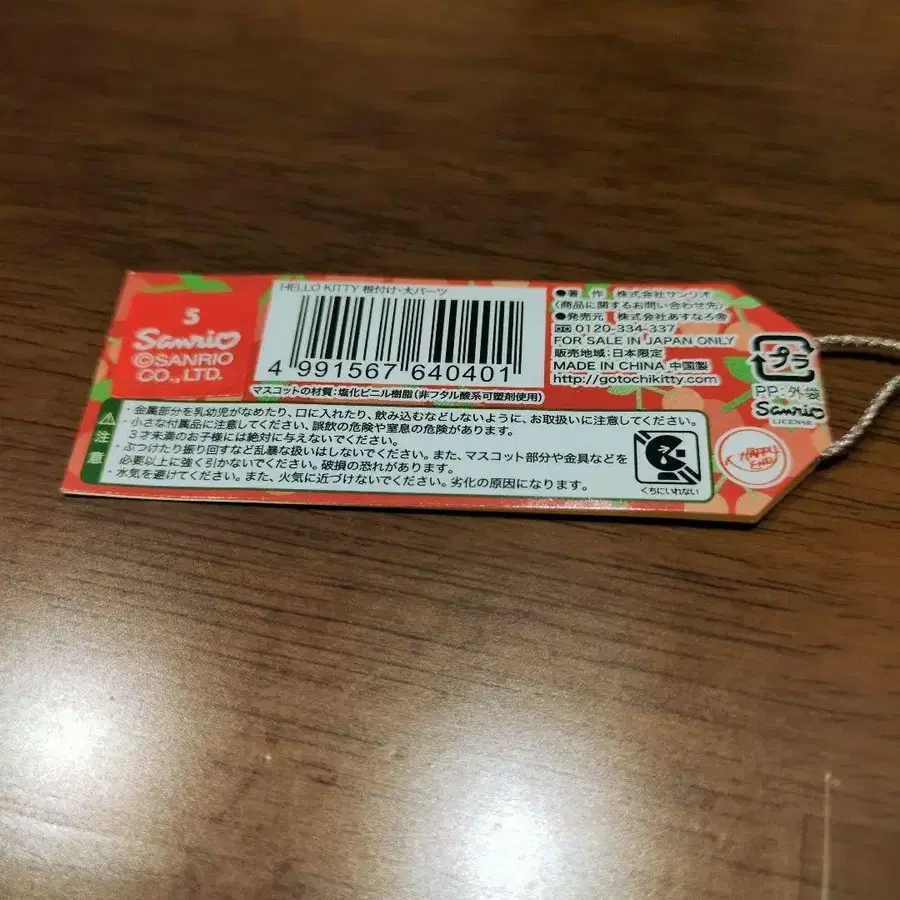 3
Sanrio
©SANRIO
CO., LTD.
HELLO KITTY 根付け・大パーツ
4 991567 640401
マスコットの材質:塩化ビニル樹脂(非フタル酸系可塑剤使用)
●著 作 株式会社サンリオ
(商品に関するお問い合わせ先)
●発売元 株式会社あすなろ舎
0120-334-337
FOR SALE IN JAPAN ONLY
販売地域:日本限定
MADE IN CHINA 中国製
http://gotochikitty.com
プラ
PP・外袋
Sanrio
LICENSE
注意
・金属部分を乳幼児がなめたり、口に入れたり、飲み込むなどしないように、お取扱いに注意してください。
・小さな付属品に注意してください、誤飲の危険や窒息の危険があります。
3才未満のお子様には絶対に与えないでください。
・ぶつけたり振り回すなど乱暴な扱いはしないでください。また、マスコット部分や金具などを
必要以上に強く引かないでください。破損の恐れがあります。
・水気を避けてください。また、火気に近づけないでください。劣化の原因になります。
くちにいれない
HAPPY
END